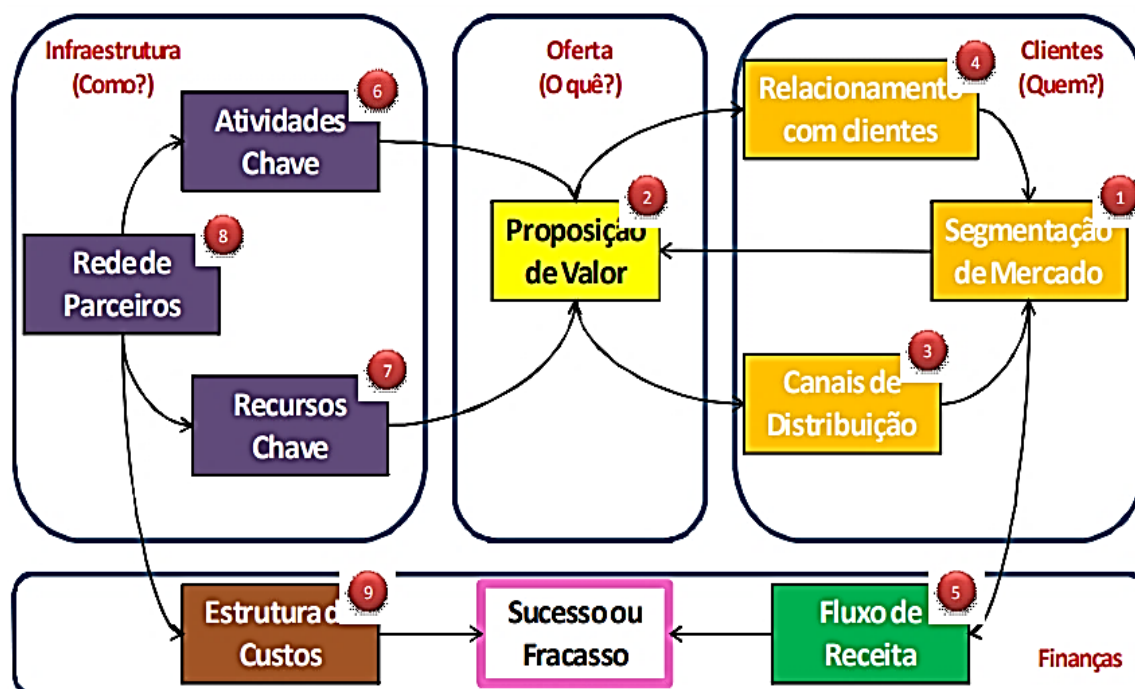 Infraestrutura
(Como?)
6
Atividades
Chave
8
Rede de
Parceiros
7
Recursos
Chave
Oferta
(O quê?)
2
Proposição
de Valor
4
Clientes
(Quem?)
Relacionamento
com clientes
1
Segmentação
de Mercado
3
Canais de
Distribuição
9
Estrutura d
Custos
Sucesso ou
Fracasso
5
Fluxo de
Receita
Finanças